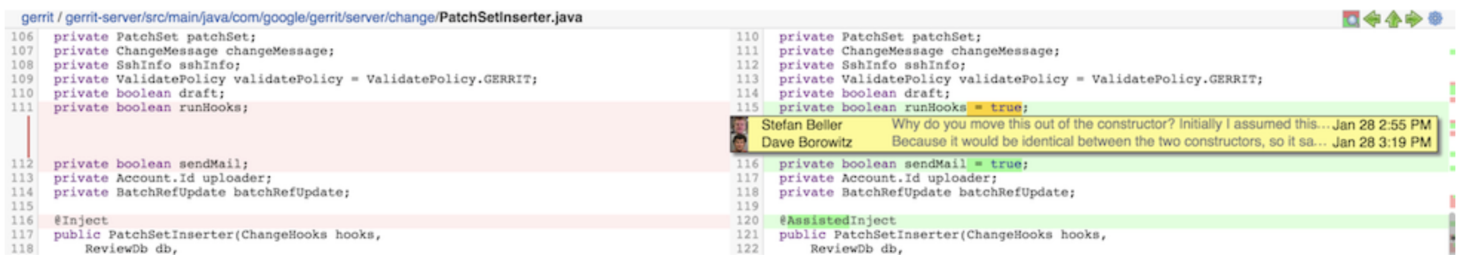 gerrit / gerrit-server/src/main/java/com/google/gerrit/server/change/PatchSetInserter.java
106 private PatchSet patchSet;
107 private ChangeMessage changeMessage;
108 private SshInfo sshInfo;
109 private ValidatePolicy validatePolicy = ValidatePolicy.GERRIT;
110 private boolean draft;
111 private boolean runHooks;
112 private boolean sendMail;
113 private Account.Id uploader;
114 private BatchRefUpdate batchRefUpdate;
115
116 @Inject
117 public PatchSetInserter(ChangeHooks hooks,
118 ReviewDb db,
110 private PatchSet patchSet;
111 private ChangeMessage changeMessage;
112 private SshInfo sshInfo;
113 private ValidatePolicy validatePolicy = ValidatePolicy.GERRIT;
114 private boolean draft;
115 private boolean runHooks = true;
Stefan Beller Why do you move this out of the constructor? Initially I assumed this... Jan 28 2:55 PM
Dave Borowitz Because it would be identical between the two constructors, so it sa... Jan 28 3:19 PM
116 private boolean sendMail = true;
117 private Account.Id uploader;
118 private BatchRefUpdate batchRefUpdate;
119
120 @AssistedInject
121 public PatchSetInserter(ChangeHooks hooks,
122 ReviewDb db,